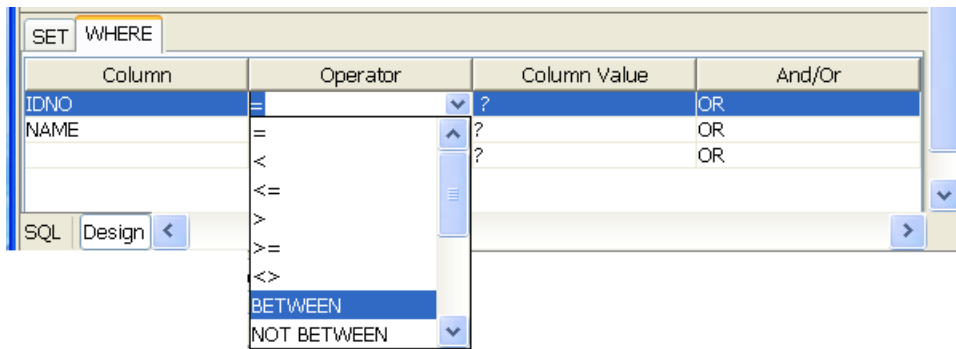 SET WHERE
Column Operator Column Value And/Or
IDNO = ? OR
NAME = ? OR
< ? OR
<=
>
SQL Design >=
<>
BETWEEN
NOT BETWEEN